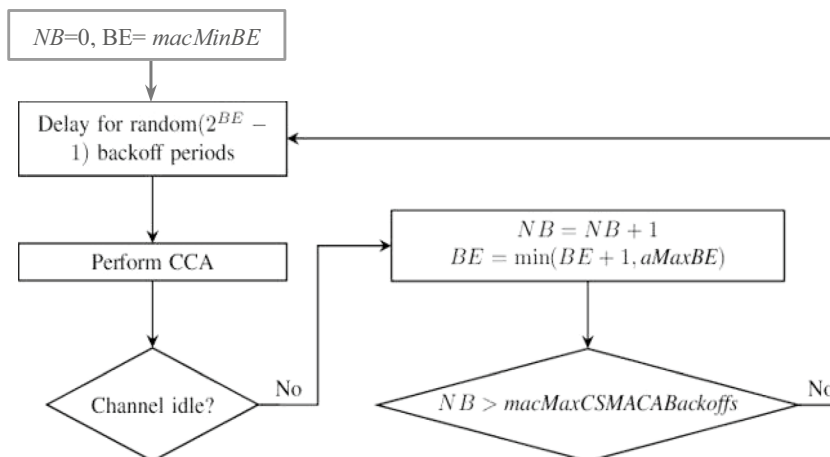 NB=0, BE= macMinBE
Delay for random(2^{BE} −
1) backoff periods
Perform CCA
Channel idle?
No
NB = NB + 1
BE = min(BE + 1, aMaxBE)
NB > macMaxCSMACABackoffs
No